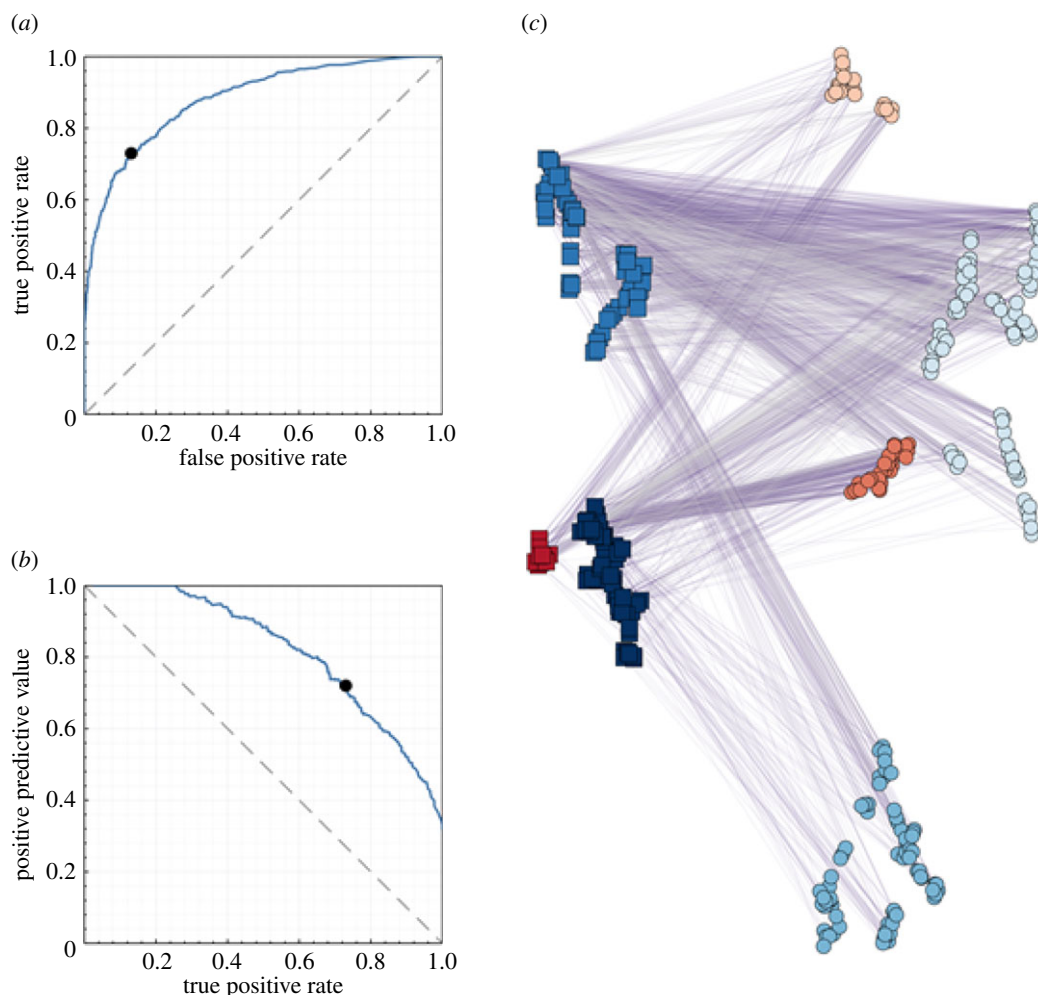 (a)
1.0
0.8
0.6
0.4
0.2
0
0.2 0.4 0.6 0.8 1.0
true positive rate
false positive rate
(b)
1.0
0.8
0.6
0.4
0.2
0
0.2 0.4 0.6 0.8 1.0
positive predictive value
true positive rate
(c)